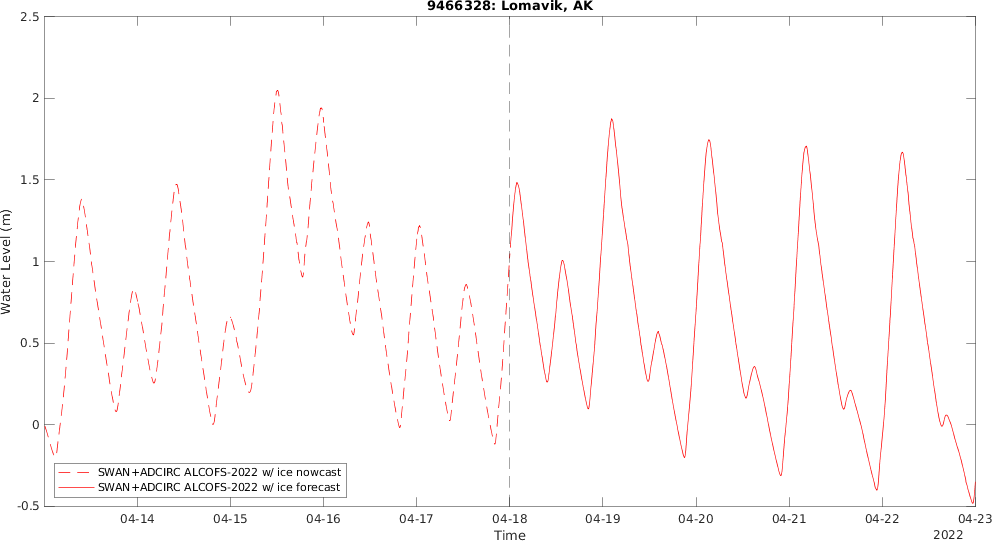 9466328: Lomavik, AK
2.5
2
1.5
1
0.5
0
-0.5
Water Level (m)
SWAN+ADCIRC ALCOFS-2022 w/ ice nowcast
SWAN+ADCIRC ALCOFS-2022 w/ ice forecast
04-14 04-15 04-16 04-17 04-18 04-19 04-20 04-21 04-22 04-23
Time
2022